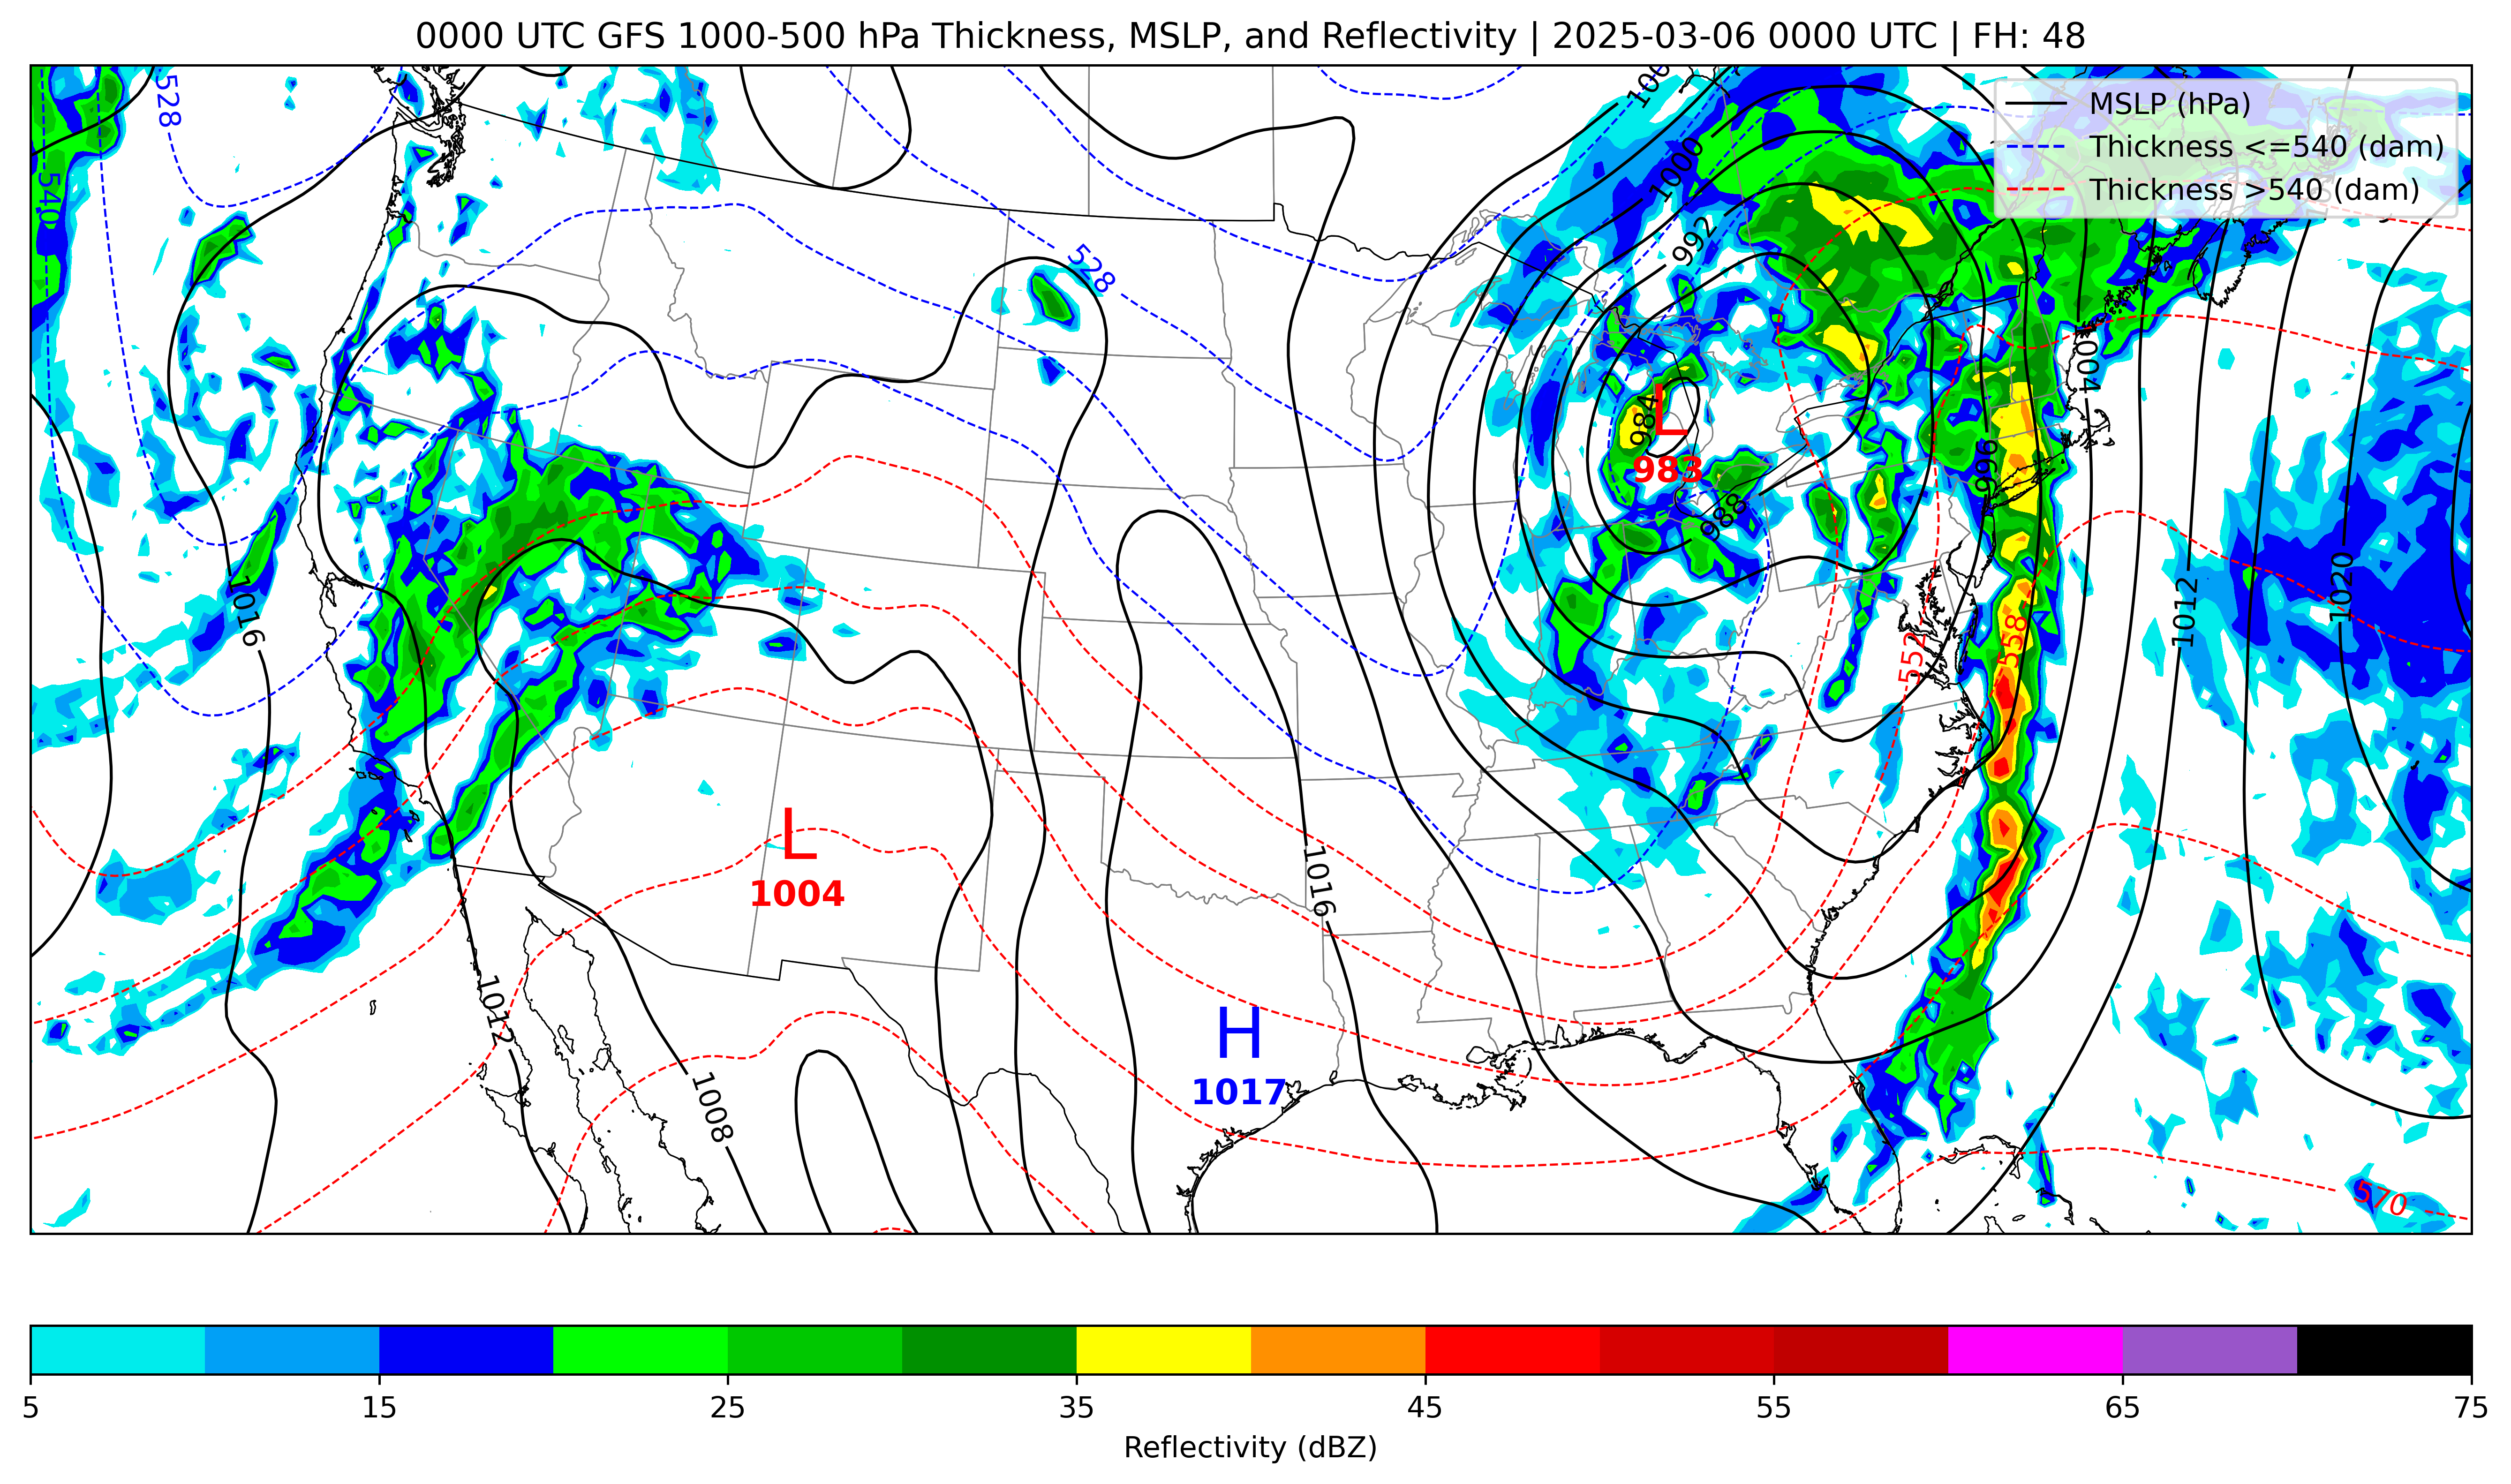 0000 UTC GFS 1000-500 hPa Thickness, MSLP, and Reflectivity | 2025-03-06 0000 UTC | FH: 48
MSLP (hPa)
Thickness <=540 (dam)
Thickness >540 (dam)
528
540
1000
992
528
1004
984
L
983
996
988
1016
1020
1012
552
558
L
1004
1016
1012
H
1017
1008
570
5 15 25 35 45 55 65 75
Reflectivity (dBZ)